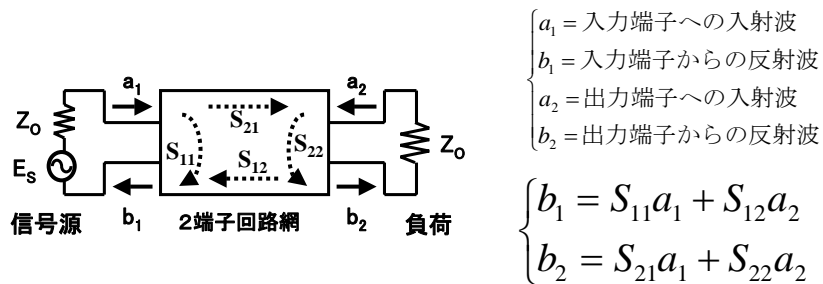 a₁
a₂
S₂₁
Z₀
S₁₁
S₂₂
Z₀
S₁₂
E_S
b₁
b₂
信号源
2端子回路網
負荷
a₁ = 入力端子への入射波
b₁ = 入力端子からの反射波
a₂ = 出力端子への入射波
b₂ = 出力端子からの反射波
b₁ = S₁₁a₁ + S₁₂a₂
b₂ = S₂₁a₁ + S₂₂a₂